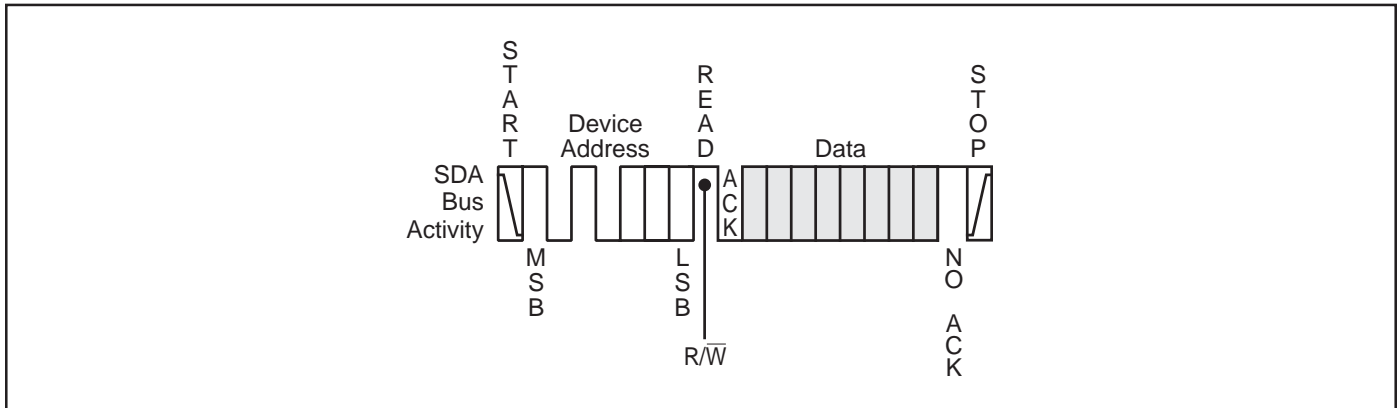 START
Device
Address
READ
Data
STOP
SDA
Bus
Activity
ACK
MSB
LSB
R/W̅
NO ACK